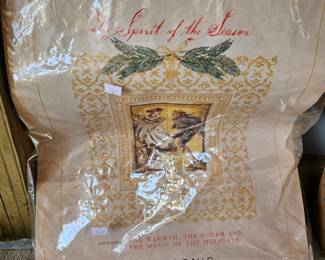 Spirit of the Season
THE WARMTH, THE COLOR AND
THE MAGIC OF THE HOLIDAYS